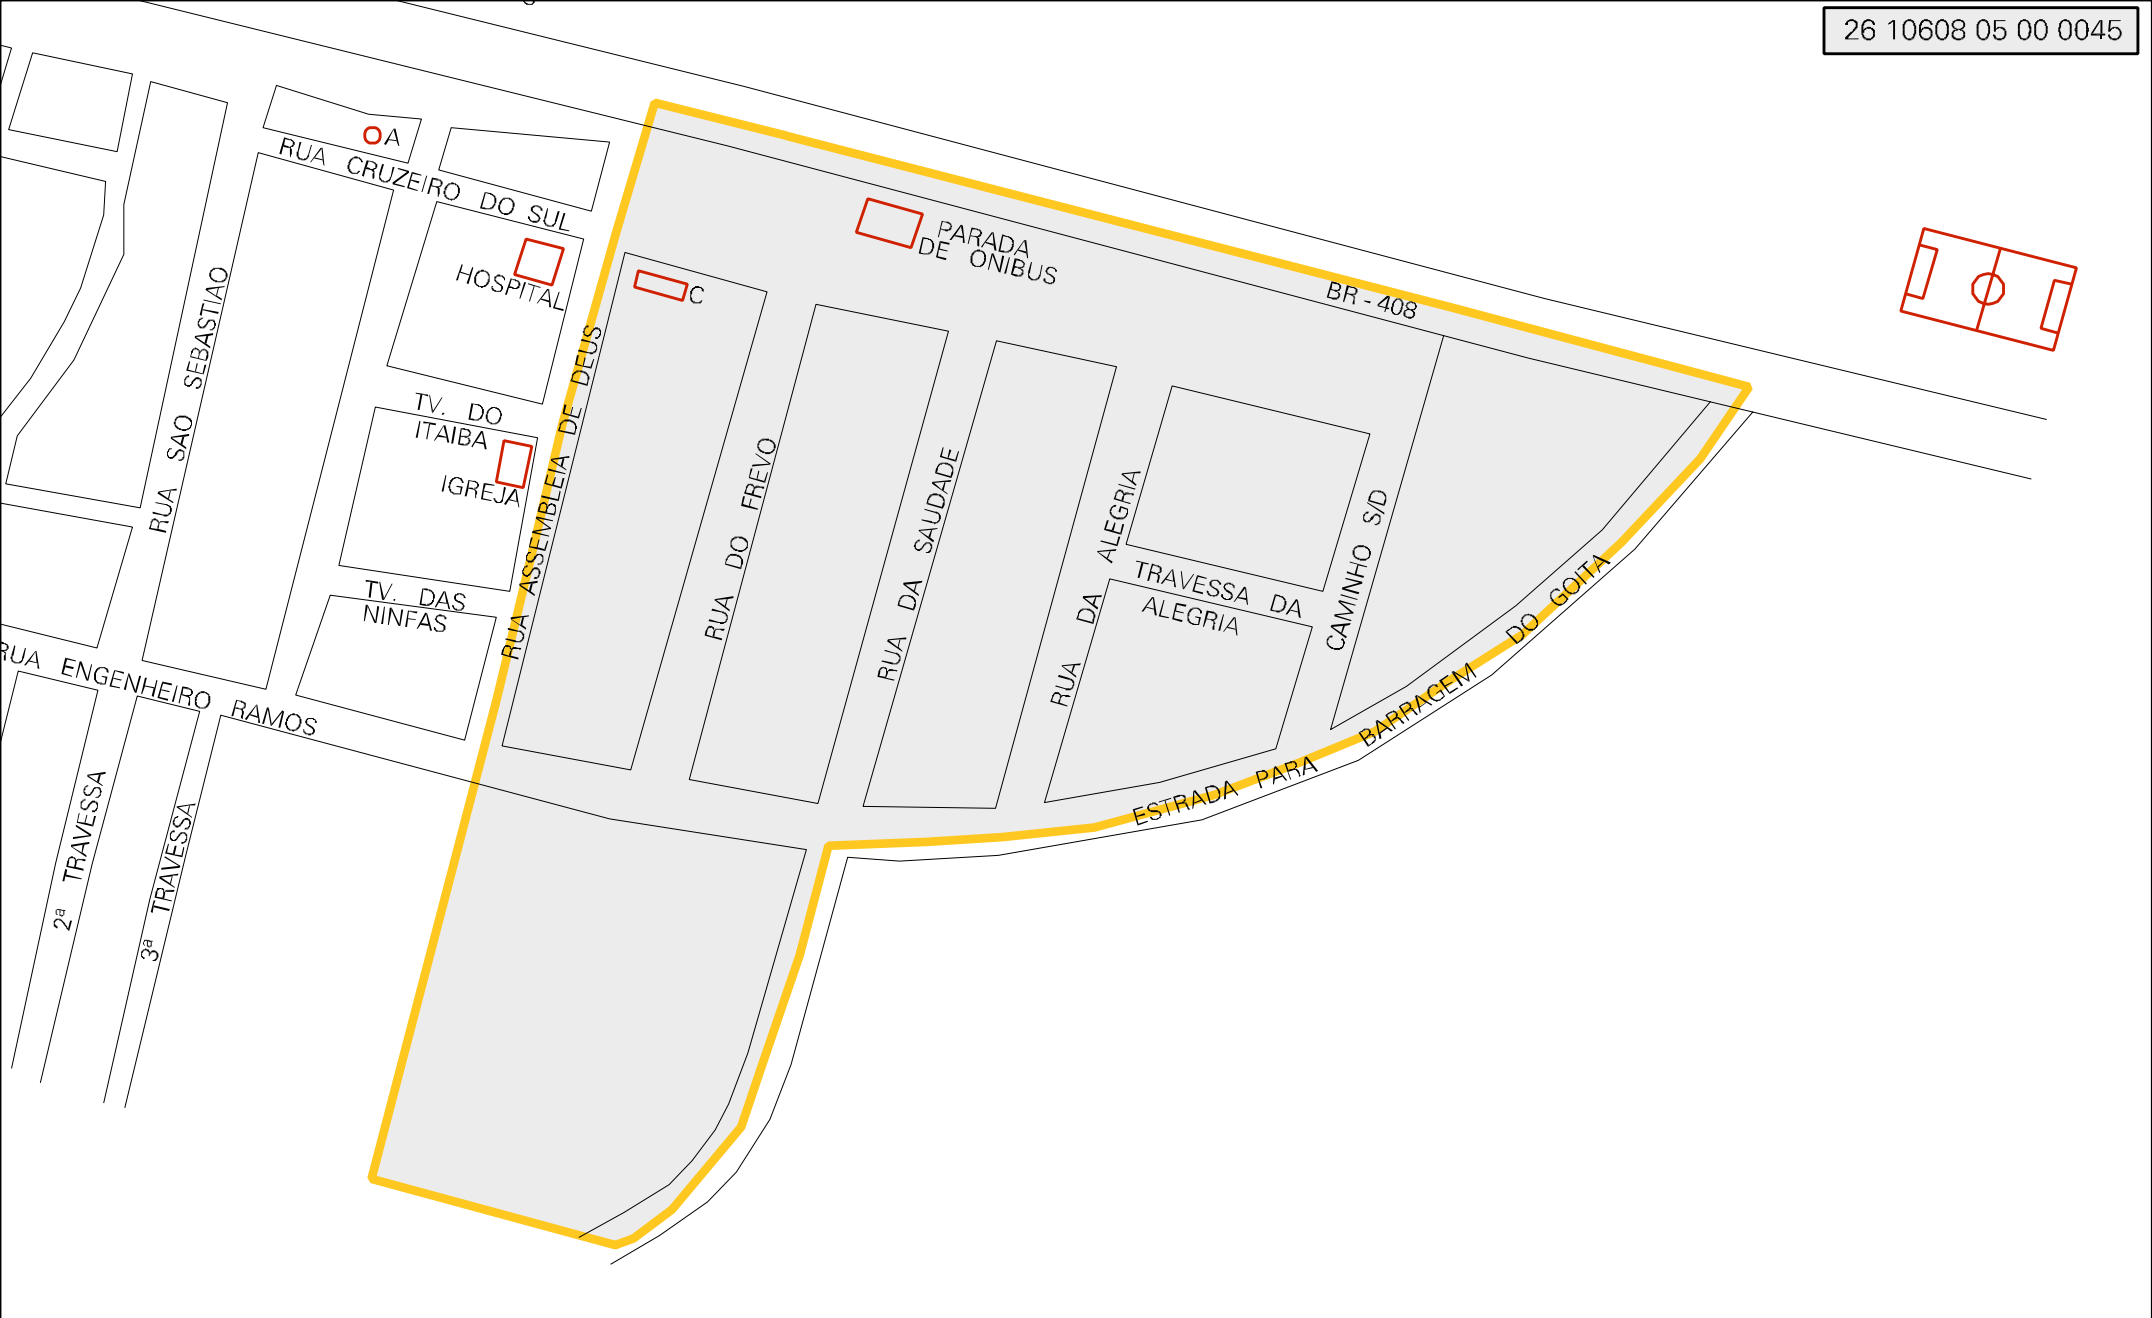 26 10608 05 00 0045
A
RUA CRUZEIRO DO SUL
PARADA
DE ONIBUS
HOSPITAL
C
BR - 408
RUA SAO SEBASTIAO
TV. DO
ITAIBA
IGREJA
RUA ASSEMBLEIA DE DEUS
RUA DO FREVO
RUA DA SAUDADE
RUA DA ALEGRIA
TRAVESSA DA
ALEGRIA
CAMINHO S/D
TV. DAS
NINFAS
RUA ENGENHEIRO RAMOS
ESTRADA PARA BARRAGEM DO GOITA
2ª TRAVESSA
3ª TRAVESSA